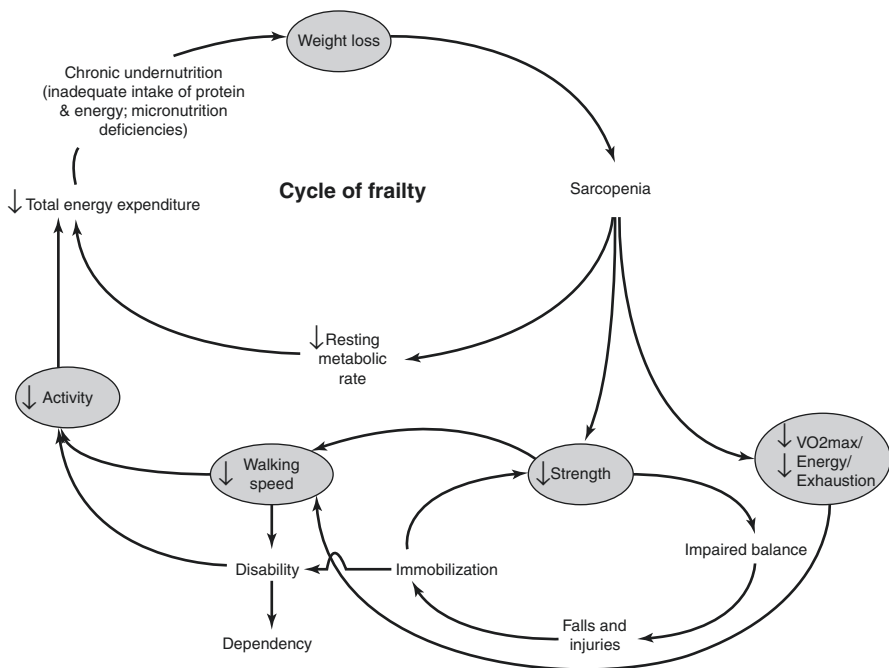 Weight loss
Chronic undernutrition
(inadequate intake of protein
& energy; micronutrition
deficiencies)
Cycle of frailty
Sarcopenia
↓ Total energy expenditure
↓ Resting
metabolic
rate
↓ Activity
↓ Walking
speed
↓ Strength
↓ VO2max/
↓ Energy/
Exhaustion
Impaired balance
Disability
Immobilization
Falls and
injuries
Dependency